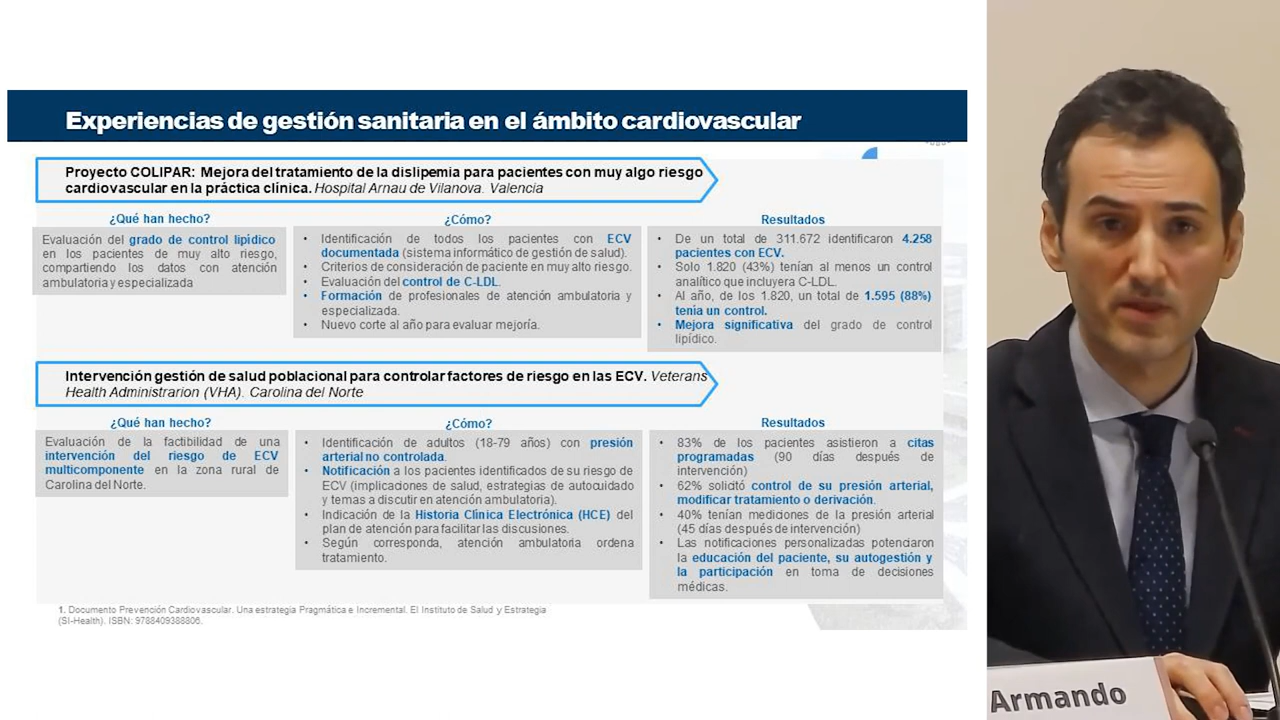 Experiencias de gestión sanitaria en el ámbito cardiovascular
Proyecto COLIPAR: Mejora del tratamiento de la dislipemia para pacientes con muy algo riesgo
cardiovascular en la práctica clínica. Hospital Arnau de Vilanova. Valencia
¿Qué han hecho?
Evaluación del grado de control lipídico
en los pacientes de muy alto riesgo,
compartiendo los datos con atención
ambulatoria y especializada
¿Cómo?
• Identificación de todos los pacientes con ECV
documentada (sistema informático de gestión de salud).
• Criterios de consideración de paciente en muy alto riesgo.
• Evaluación del control de C-LDL.
• Formación de profesionales de atención ambulatoria y
especializada.
• Nuevo corte al año para evaluar mejoría.
Resultados
• De un total de 311.672 identificaron 4.258
pacientes con ECV.
• Solo 1.820 (43%) tenían al menos un control
analítico que incluyera C-LDL.
• Al año, de los 1.820, un total de 1.595 (88%)
tenía un control.
• Mejora significativa del grado de control
lipídico.
Intervención gestión de salud poblacional para controlar factores de riesgo en las ECV. Veterans
Health Administrarion (VHA). Carolina del Norte
¿Qué han hecho?
Evaluación de la factibilidad de una
intervención del riesgo de ECV
multicomponente en la zona rural de
Carolina del Norte.
¿Cómo?
• Identificación de adultos (18-79 años) con presión
arterial no controlada.
• Notificación a los pacientes identificados de su riesgo de
ECV (implicaciones de salud, estrategias de autocuidado
y temas a discutir en atención ambulatoria).
• Indicación de la Historia Clínica Electrónica (HCE) del
plan de atención para facilitar las discusiones.
• Según corresponda, atención ambulatoria ordena
tratamiento.
Resultados
• 83% de los pacientes asistieron a citas
programadas (90 días después de
intervención)
• 62% solicitó control de su presión arterial,
modificar tratamiento o derivación.
• 40% tenían mediciones de la presión arterial
(45 días después de intervención)
• Las notificaciones personalizadas potenciaron
la educación del paciente, su autogestión y
la participación en toma de decisiones
médicas.
1. Documento Prevención Cardiovascular. Una estrategia Pragmática e Incremental. El Instituto de Salud y Estrategia
(SI-Health). ISBN: 9788409388806.
Armando